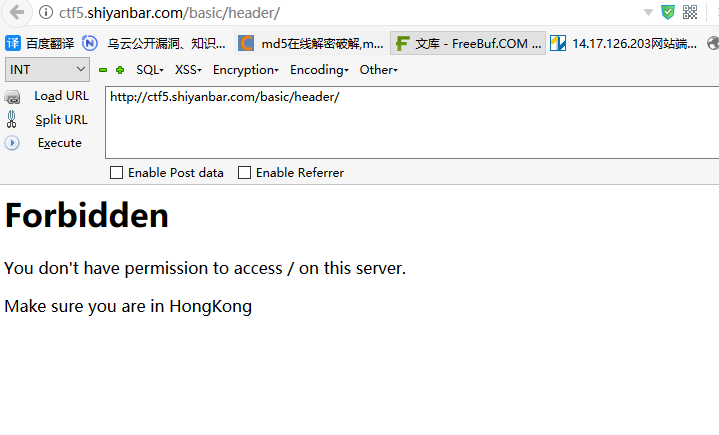 ctf5.shiyanbar.com/basic/header/
百度翻译 乌云公开漏洞、知识... md5在线解密破解,m... 文库 - FreeBuf.COM ... 14.17.126.203网站端...
INT SQL▾ XSS▾ Encryption▾ Encoding▾ Other▾
Load URL http://ctf5.shiyanbar.com/basic/header/
Split URL
Execute
Enable Post data Enable Referrer
Forbidden
You don't have permission to access / on this server.
Make sure you are in HongKong